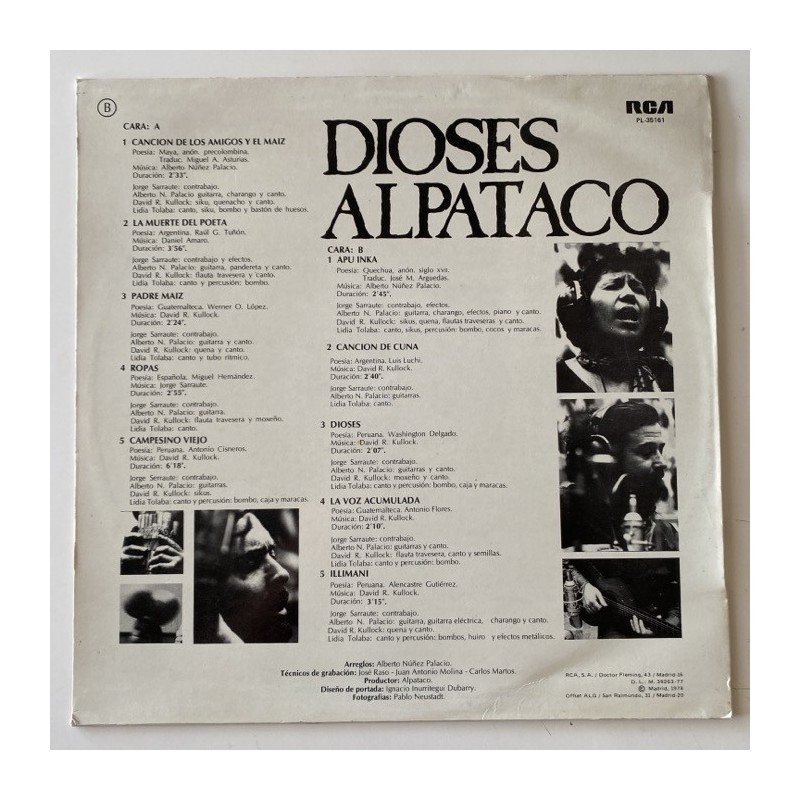 B
RCA
PL-35161
DIOSES
ALPATACO
CARA: A
1 CANCION DE LOS AMIGOS Y EL MAIZ
Poesía: Maya, anón. precolombina.
Traduc. Miguel A. Asturias.
Música: Alberto Núñez Palacio.
Duración: 2'33".
Jorge Sarraute: contrabajo.
Alberto N. Palacio guitarra, charango y canto.
David R. Kullock: siku, quenacho y canto.
Lidia Tolaba: canto, siku, bombo y bastón de huesos.
2 LA MUERTE DEL POETA
Poesía: Argentina. Raúl G. Tuñón.
Música: Daniel Amaro.
Duración: 3'56".
Jorge Sarraute: contrabajo y efectos.
Alberto N. Palacio: guitarra, pandereta y canto.
David R. Kullock: flauta travesera y canto.
Lidia Tolaba: canto y percusión: bombo.
3 PADRE MAIZ
Poesía: Guatemalteca. Werner O. López.
Música: David R. Kullock.
Duración: 2'24".
Jorge Sarraute: contrabajo.
Alberto N. Palacio: guitarra y canto.
David R. Kullock: quena y canto.
Lidia Tolaba: canto y tubo rítmico.
4 ROPAS
Poesía: Española. Miguel Hernández.
Música: Jorge Sarraute.
Duración: 2'55".
Jorge Sarraute: contrabajo.
Alberto N. Palacio: guitarra.
David R. Kullock: flauta travesera y moseño.
Lidia Tolaba: canto.
5 CAMPESINO VIEJO
Poesía: Peruana. Antonio Cisneros.
Música: David R. Kullock.
Duración: 6'18".
Jorge Sarraute: contrabajo.
Alberto N. Palacio: guitarras.
David R. Kullock: sikus.
Lidia Tolaba: canto y percusión: bombo, caja y maracas.
CARA: B
1 APU INKA
Poesía: Quechua, anón. siglo XVII.
Traduc. José M. Arguedas.
Música: Alberto Núñez Palacio.
Duración: 2'45".
Jorge Sarraute: contrabajo, efectos.
Alberto N. Palacio: guitarra, charango, efectos, piano y canto.
David R. Kullock: sikus, quena, flautas traveseras y canto.
Lidia Tolaba: canto, sikus, percusión: bombo, cocos y maracas.
2 CANCION DE CUNA
Poesía: Argentina. Luis Luchi.
Música: David R. Kullock.
Duración: 2'40".
Jorge Sarraute: contrabajo.
Alberto N. Palacio: guitarras.
Lidia Tolaba: canto.
3 DIOSES
Poesía: Peruana. Washington Delgado.
Música: David R. Kullock.
Duración: 2'07".
Jorge Sarraute: contrabajo.
Alberto N. Palacio: guitarras y canto.
David R. Kullock: moseño y canto.
Lidia Tolaba: canto y percusión: bombo, caja y maracas.
4 LA VOZ ACUMULADA
Poesía: Guatemalteca. Antonio Flores.
Música: David R. Kullock.
Duración: 2'10".
Jorge Sarraute: contrabajo.
Alberto N. Palacio: guitarras y canto.
David R. Kullock: flauta travesera, canto y semillas.
Lidia Tolaba: canto y percusión: bombo.
5 ILLIMANI
Poesía: Peruana. Alencastre Gutiérrez.
Música: David R. Kullock.
Duración: 3'15".
Jorge Sarraute: contrabajo.
Alberto N. Palacio: guitarra, guitarra eléctrica, charango y canto.
David R. Kullock: quena y canto.
Lidia Tolaba: canto y percusión: bombos, huiro y efectos metálicos.
Arreglos: Alberto Núñez Palacio.
Técnicos de grabación: José Raso - Juan Antonio Molina - Carlos Martos.
Productor: Alpataco.
Diseño de portada: Ignacio Inurritegui Dubarry.
Fotografías: Pablo Neustadt.
RCA, S.A. / Doctor Fleming, 43 / Madrid-16
D. L. M. 39253-77
© Madrid, 1978
Offset A.L.G. / San Raimundo, 31 / Madrid-20